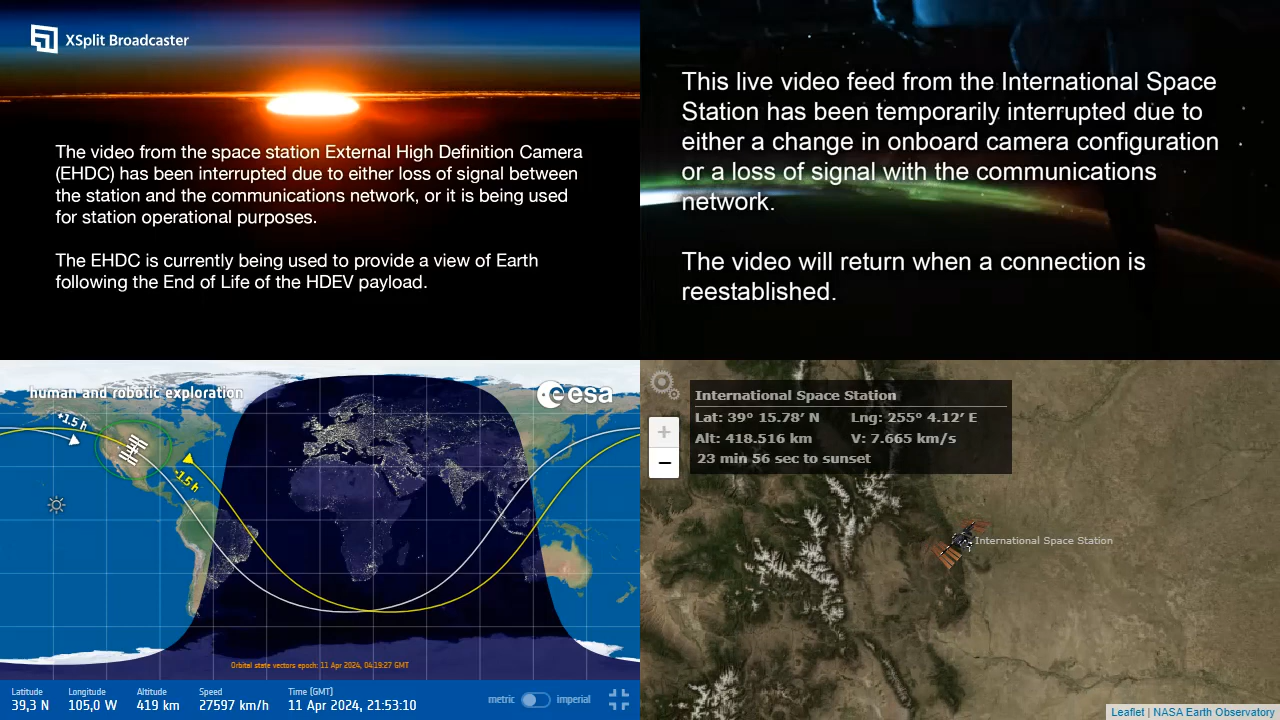 XSplit Broadcaster
The video from the space station External High Definition Camera
(EHDC) has been interrupted due to either loss of signal between
the station and the communications network, or it is being used
for station operational purposes.
The EHDC is currently being used to provide a view of Earth
following the End of Life of the HDEV payload.
This live video feed from the International Space
Station has been temporarily interrupted due to
either a change in onboard camera configuration
or a loss of signal with the communications
network.
The video will return when a connection is
reestablished.
human and robotic exploration
esa
+1.5 h
-1.5 h
Orbital state vectors epoch: 11 Apr 2024, 04:19:27 GMT
Latitude Longitude Altitude Speed Time (GMT)
39,3 N 105,0 W 419 km 27597 km/h 11 Apr 2024, 21:53:10
metric imperial
International Space Station
Lat: 39° 15.78′ N Lng: 255° 4.12′ E
Alt: 418.516 km V: 7.665 km/s
23 min 56 sec to sunset
+
−
International Space Station
Leaflet | NASA Earth Observatory